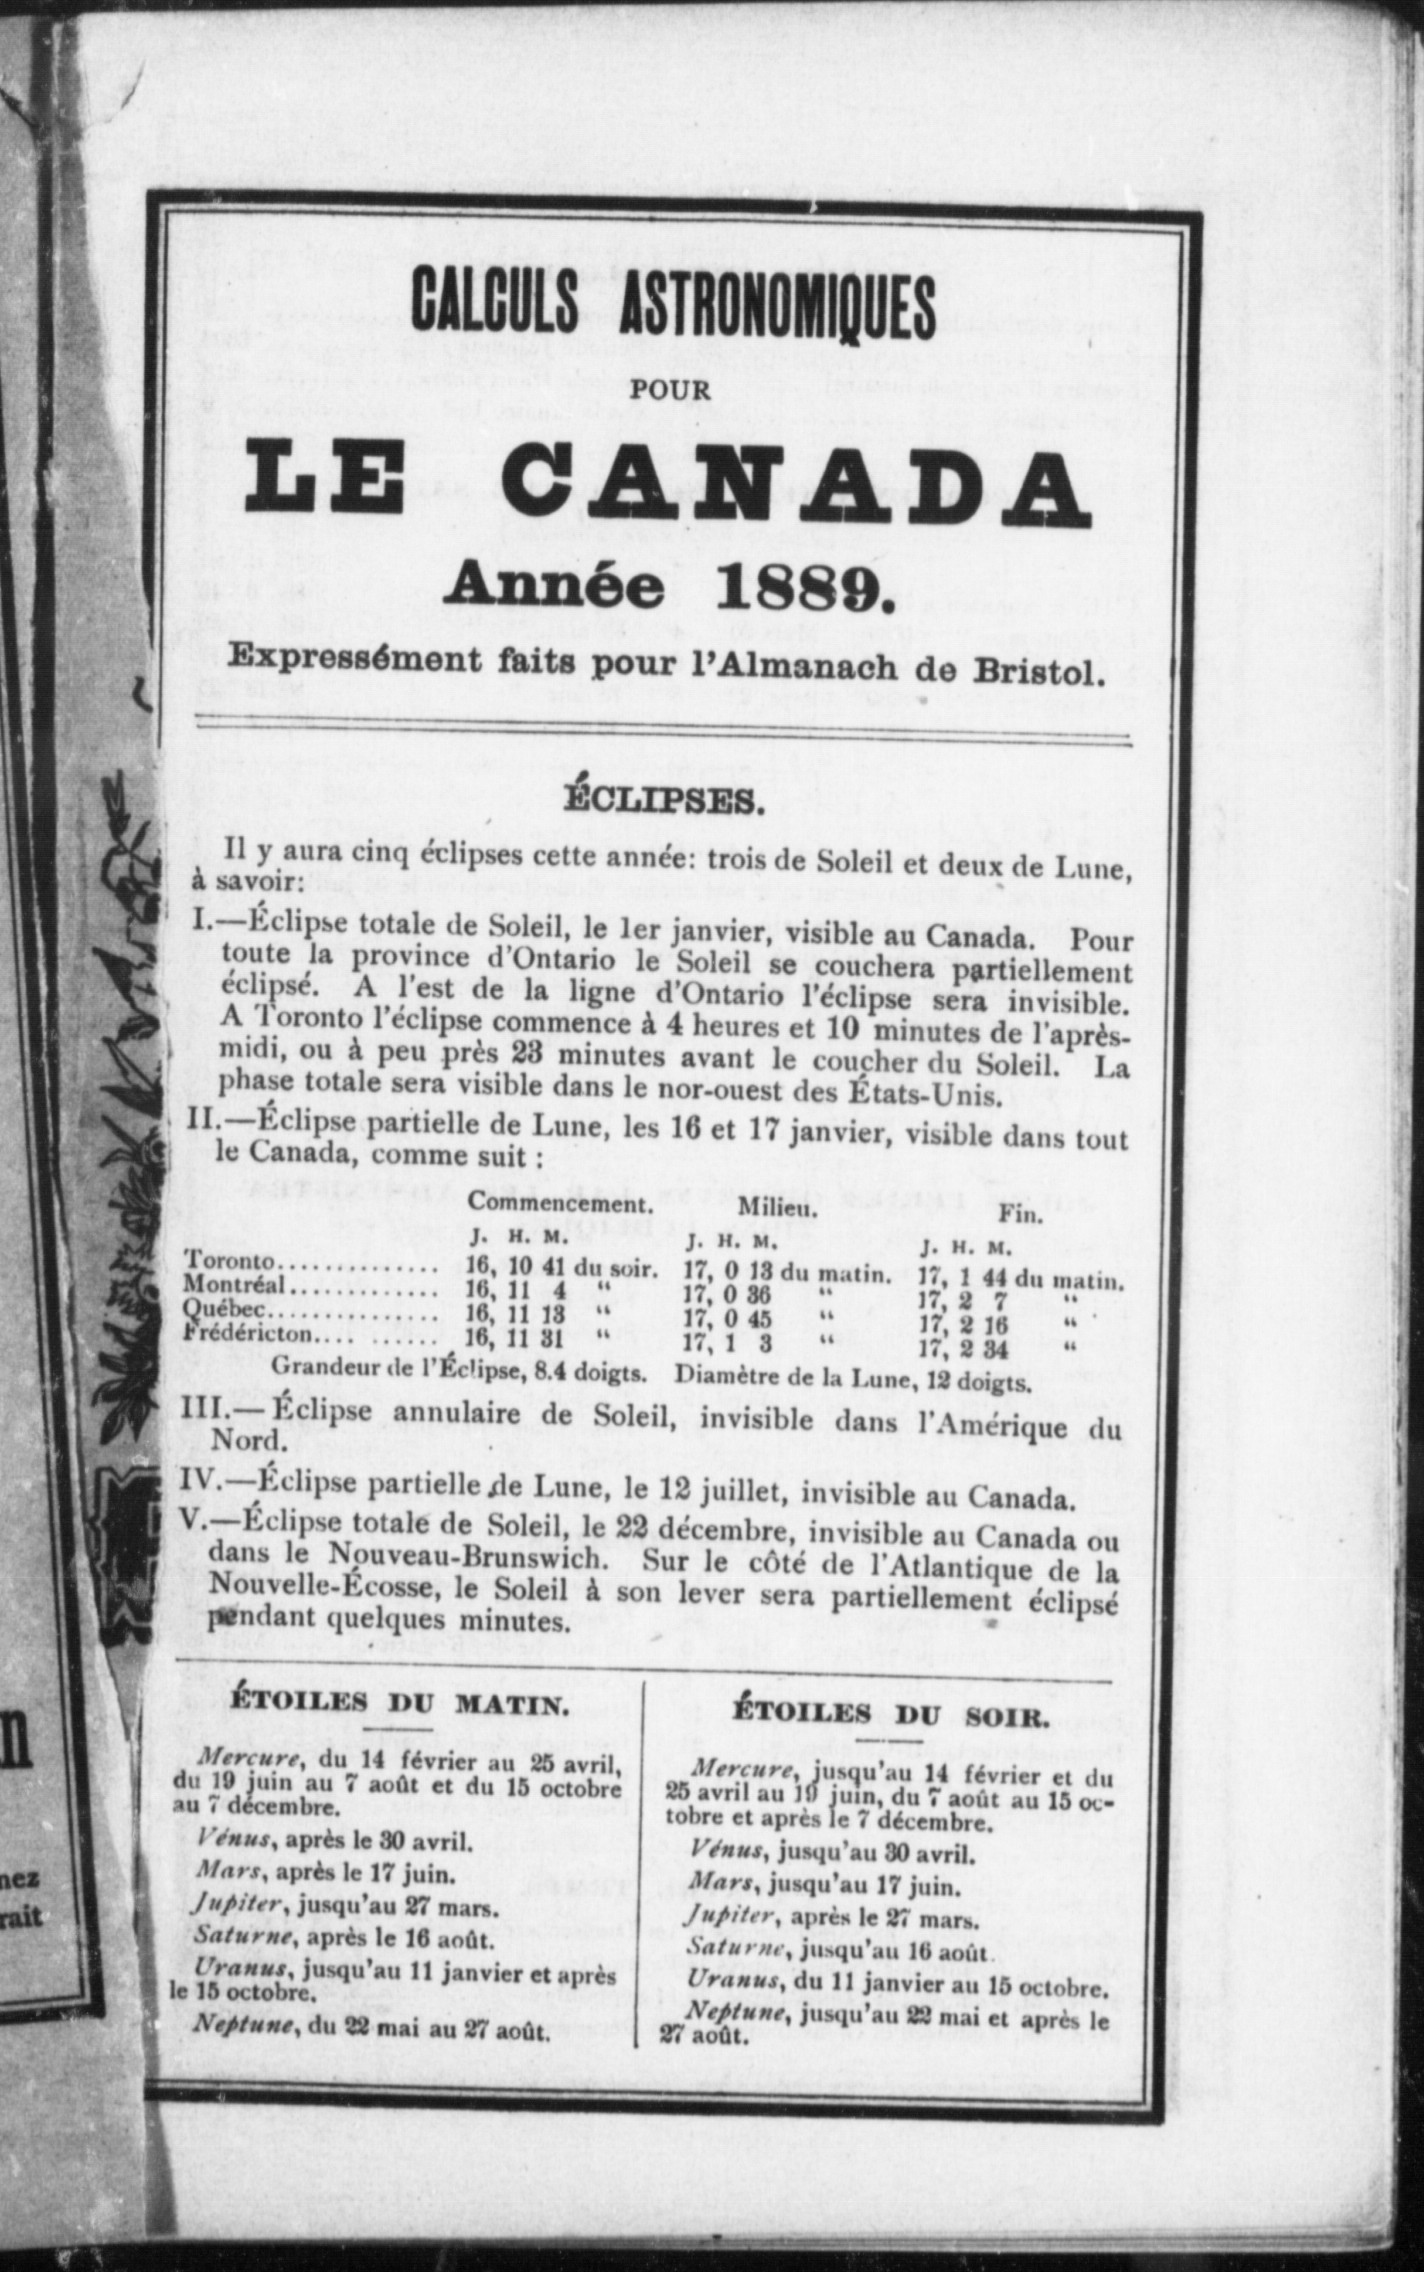 CALCULS ASTRONOMIQUES
POUR
LE CANADA
Année 1889.
Expressément faits pour l'Almanach de Bristol.
ÉCLIPSES.
Il y aura cinq éclipses cette année: trois de Soleil et deux de Lune,
à savoir:
I.—Éclipse totale de Soleil, le 1er janvier, visible au Canada. Pour
toute la province d'Ontario le Soleil se couchera partiellement
éclipsé. A l'est de la ligne d'Ontario l'éclipse sera invisible.
A Toronto l'éclipse commence à 4 heures et 10 minutes de l'après-
midi, ou à peu près 23 minutes avant le coucher du Soleil. La
phase totale sera visible dans le nor-ouest des États-Unis.
II.—Éclipse partielle de Lune, les 16 et 17 janvier, visible dans tout
le Canada, comme suit :
Commencement. Milieu. Fin.
J. H. M. J. H. M. J. H. M.
Toronto.............. 16, 10 41 du soir. 17, 0 13 du matin. 17, 1 44 du matin.
Montréal............. 16, 11 4 " 17, 0 36 " 17, 2 7 "
Québec............... 16, 11 13 " 17, 0 45 " 17, 2 16 "
Frédéricton.... ...... 16, 11 31 " 17, 1 3 " 17, 2 34 "
Grandeur de l'Éclipse, 8.4 doigts. Diamètre de la Lune, 12 doigts.
III.—Éclipse annulaire de Soleil, invisible dans l'Amérique du
Nord.
IV.—Éclipse partielle de Lune, le 12 juillet, invisible au Canada.
V.—Éclipse totale de Soleil, le 22 décembre, invisible au Canada ou
dans le Nouveau-Brunswich. Sur le côté de l'Atlantique de la
Nouvelle-Écosse, le Soleil à son lever sera partiellement éclipsé
pendant quelques minutes.
ÉTOILES DU MATIN.
Mercure, du 14 février au 25 avril,
du 19 juin au 7 août et du 15 octobre
au 7 décembre.
Vénus, après le 30 avril.
Mars, après le 17 juin.
Jupiter, jusqu'au 27 mars.
Saturne, après le 16 août.
Uranus, jusqu'au 11 janvier et après
le 15 octobre.
Neptune, du 22 mai au 27 août.
ÉTOILES DU SOIR.
Mercure, jusqu'au 14 février et du
25 avril au 19 juin, du 7 août au 15 oc-
tobre et après le 7 décembre.
Vénus, jusqu'au 30 avril.
Mars, jusqu'au 17 juin.
Jupiter, après le 27 mars.
Saturne, jusqu'au 16 août.
Uranus, du 11 janvier au 15 octobre.
Neptune, jusqu'au 22 mai et après le
27 août.